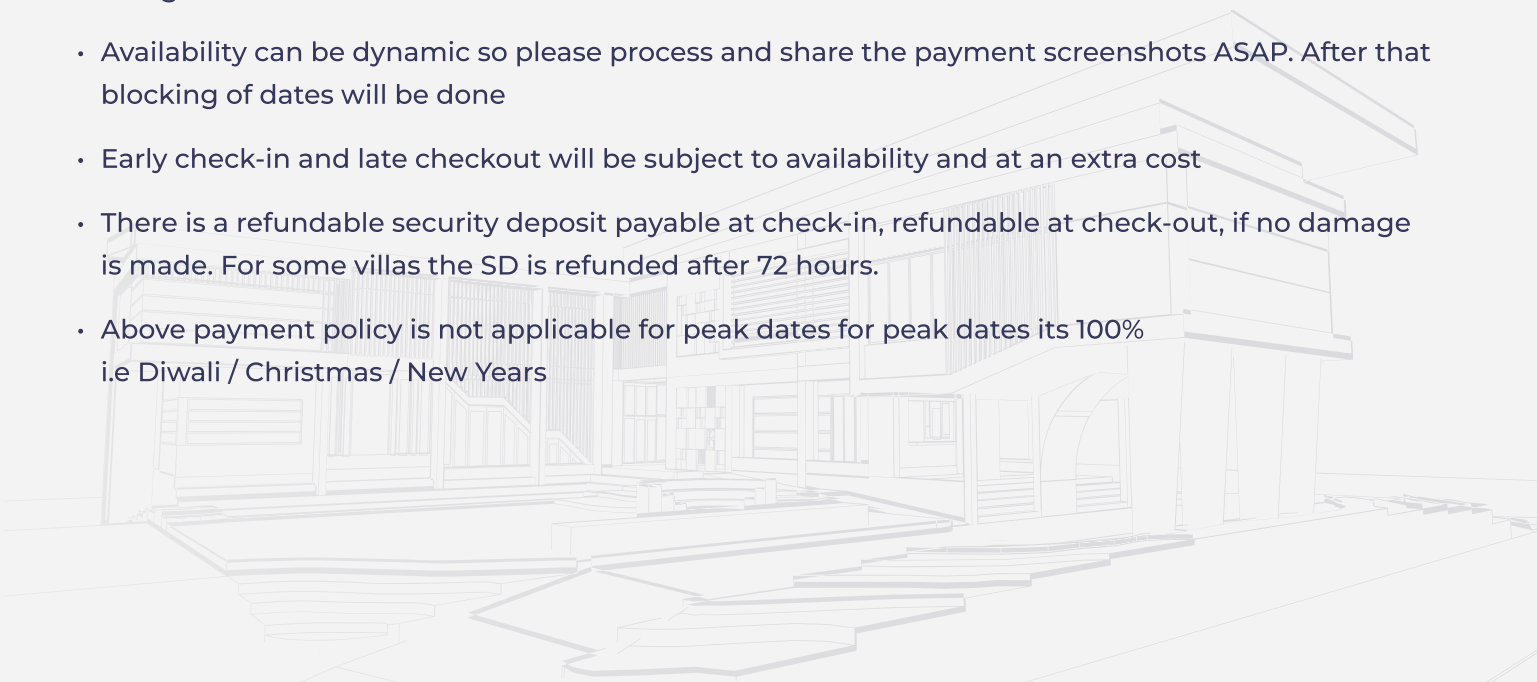 • Availability can be dynamic so please process and share the payment screenshots ASAP. After that
blocking of dates will be done
• Early check-in and late checkout will be subject to availability and at an extra cost
• There is a refundable security deposit payable at check-in, refundable at check-out, if no damage
is made. For some villas the SD is refunded after 72 hours.
• Above payment policy is not applicable for peak dates for peak dates its 100%
i.e Diwali / Christmas / New Years